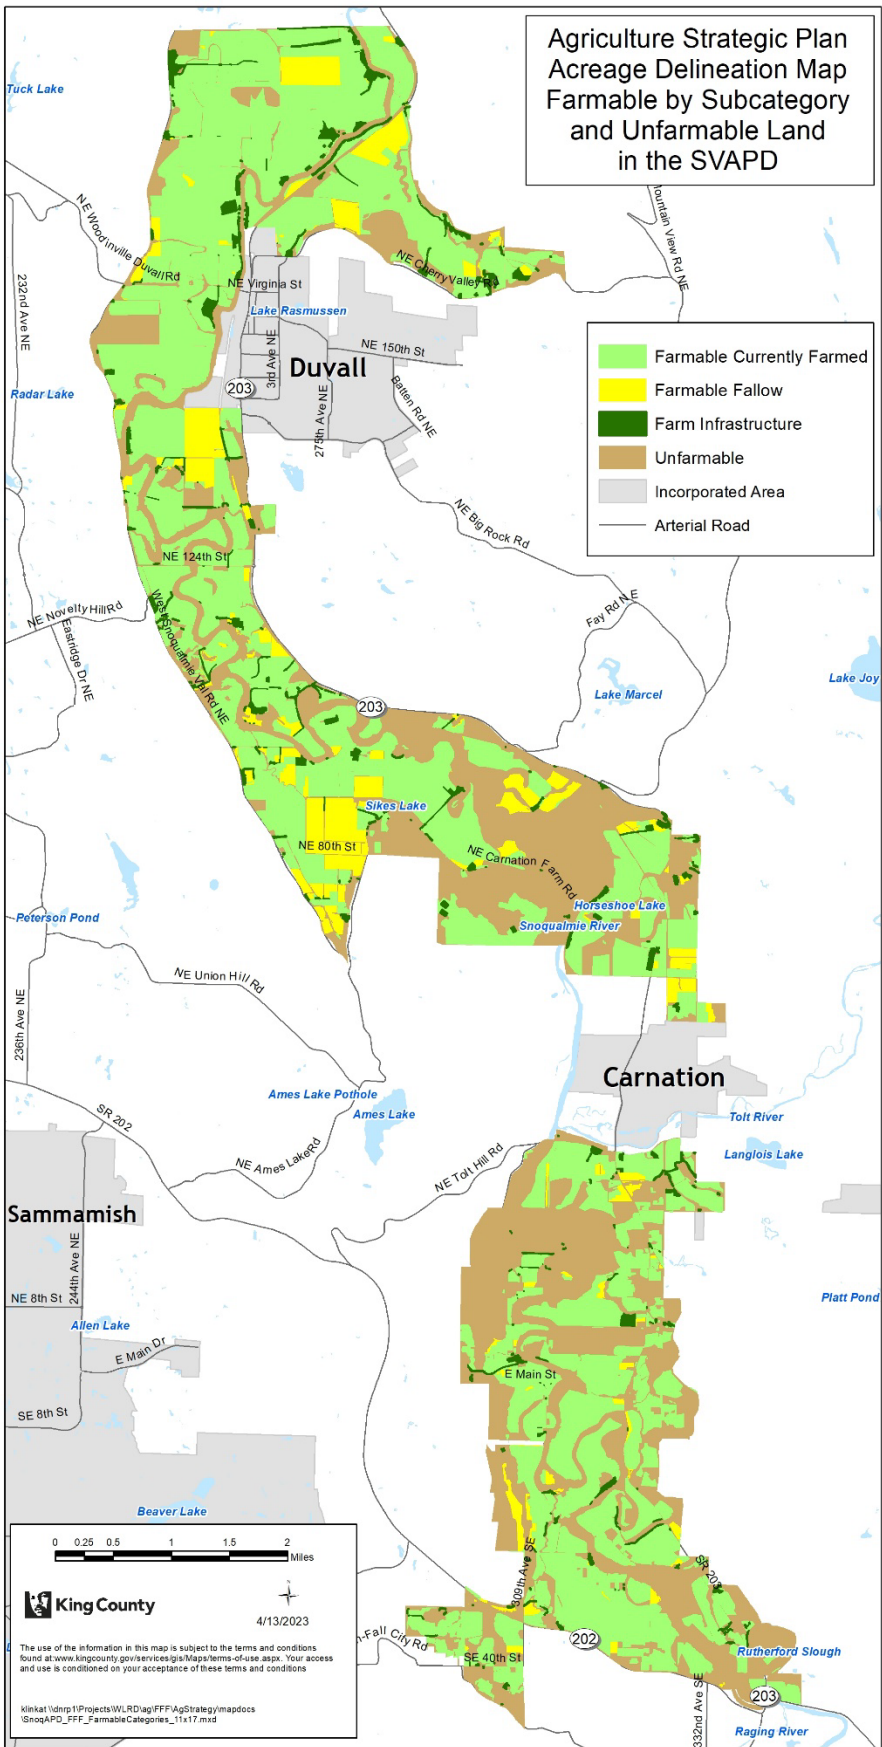 Agriculture Strategic Plan
Acreage Delineation Map
Farmable by Subcategory
and Unfarmable Land
in the SVAPD
Tuck Lake
Mountain View Rd NE
NE Woodinville Duvall Rd
NE Cherry Valley Rd
232nd Ave NE
NE Virginia St
Lake Rasmussen
3rd Ave NE
NE 150th St
Duvall
Batten Rd NE
275th Ave NE
203
Radar Lake
Farmable Currently Farmed
Farmable Fallow
Farm Infrastructure
Unfarmable
Incorporated Area
Arterial Road
NE Big Rock Rd
NE 124th St
NE Novelty Hill Rd
Eastridge Dr NE
West Snoqualmie Val Rd NE
Fay Rd NE
Lake Joy
Lake Marcel
203
Sikes Lake
NE 80th St
NE Carnation Farm Rd
Horseshoe Lake
Snoqualmie River
Peterson Pond
NE Union Hill Rd
236th Ave NE
Carnation
Ames Lake Pothole
Ames Lake
Tolt River
SR 202
NE Ames Lake Rd
NE Tolt Hill Rd
Langlois Lake
Sammamish
244th Ave NE
NE 8th St
Platt Pond
Allen Lake
E Main Dr
E Main St
SE 8th St
Beaver Lake
0 0.25 0.5 1 1.5 2
Miles
King County
4/13/2023
The use of the information in this map is subject to the terms and conditions
found at:www.kingcounty.gov/services/gis/Maps/terms-of-use.aspx. Your access
and use is conditioned on your acceptance of these terms and conditions
klinkat \\dnrp1\Projects\WLRD\ag\FFF\AgStrategy\mapdocs
\SnoqAPD_FFF_FarmableCategories_11x17.mxd
309th Ave SE
SR 203
n-Fall City Rd
202
SE 40th St
Rutherford Slough
332nd Ave SE
203
Raging River